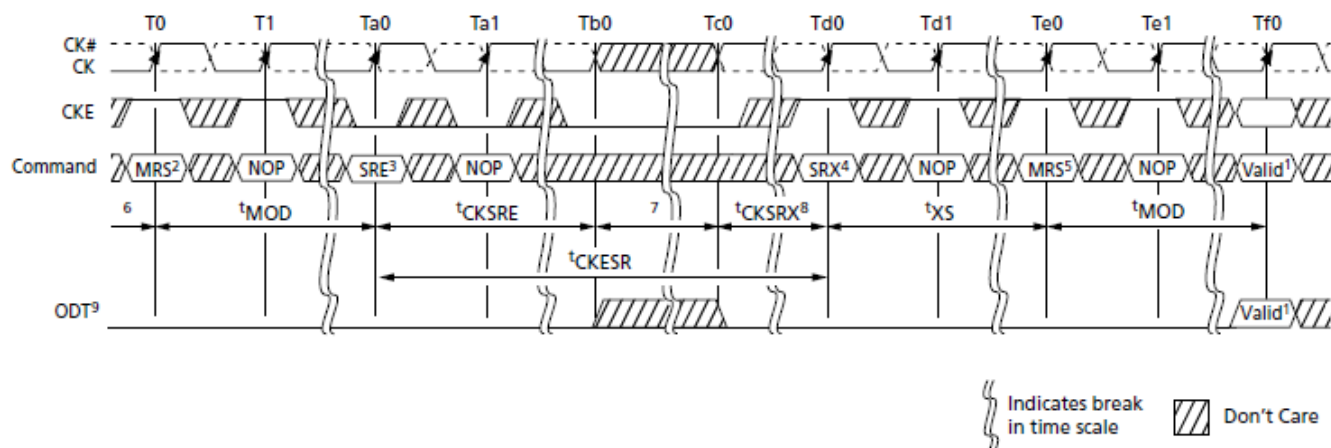 T0 T1 Ta0 Ta1 Tb0 Tc0 Td0 Td1 Te0 Te1 Tf0
CK#
CK
CKE
Command MRS² NOP SRE³ NOP SRX⁴ NOP MRS⁵ NOP Valid¹
⁶ ᵗMOD ᵗCKSRE ⁷ ᵗCKSRX⁸ ᵗXS ᵗMOD
ᵗCKESR
ODT⁹ Valid¹
Indicates break
in time scale
Don't Care